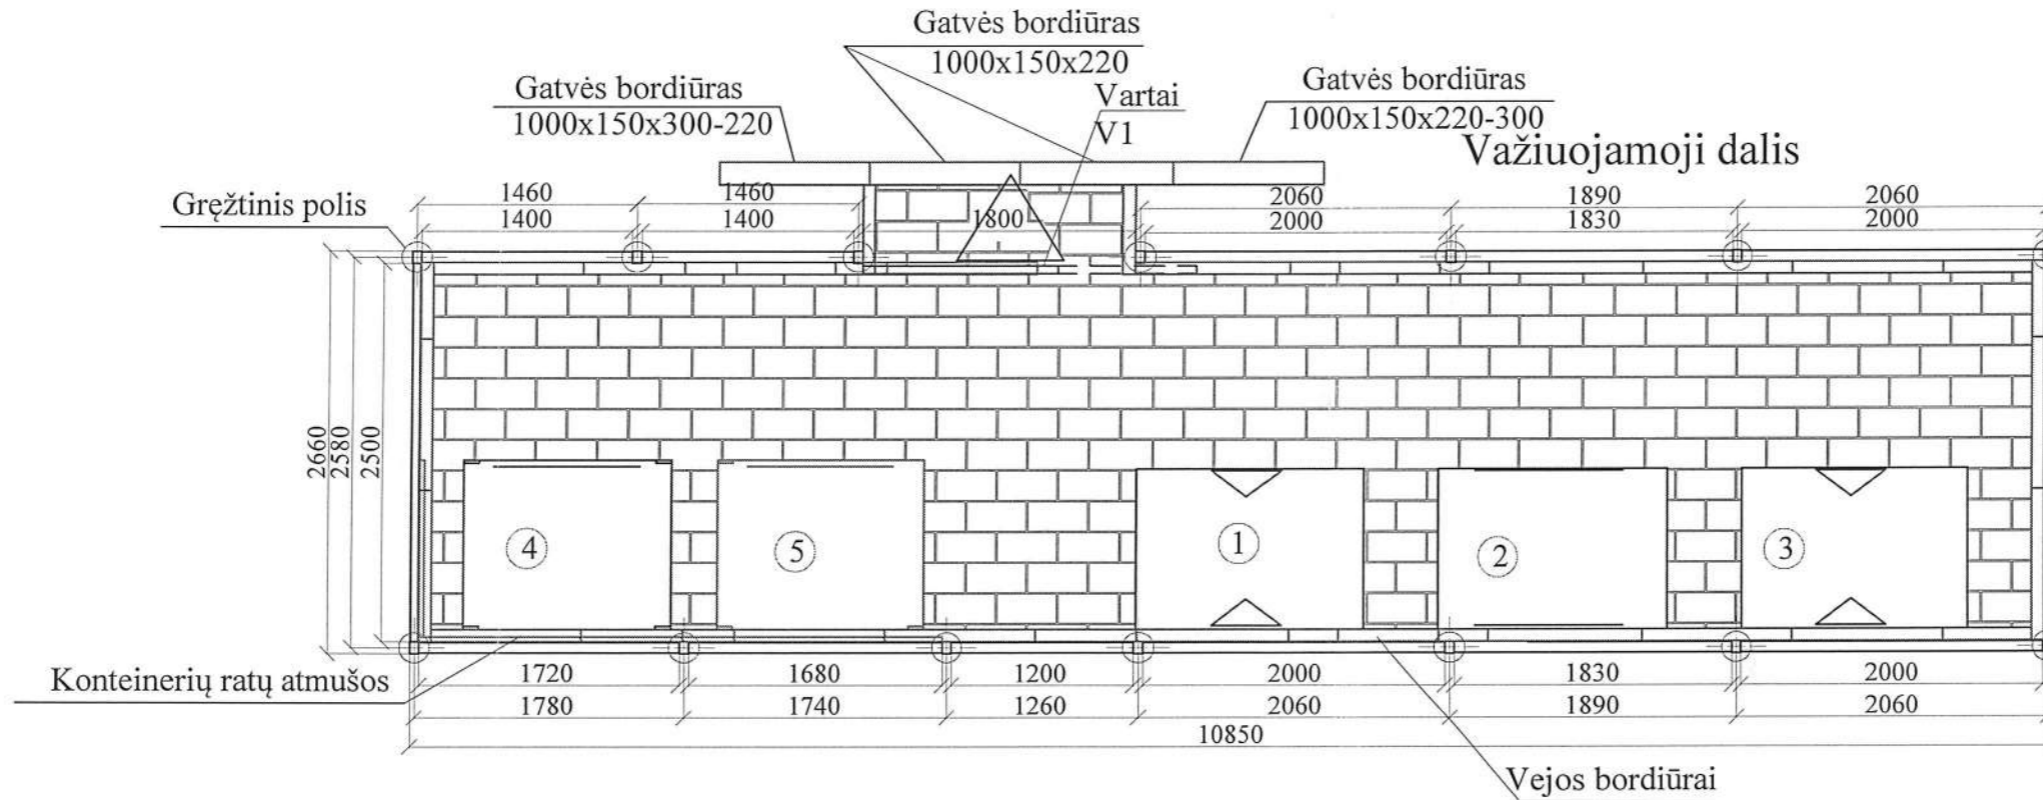 Gatvės bordiūras
1000x150x220
Gatvės bordiūras
1000x150x300-220
Vartai
V1
Gatvės bordiūras
1000x150x220-300
Važiuojamoji dalis
Gręžtinis polis
1460 1460 2060 1890 2060
1400 1400 1800 2000 1830 2000
2660
2580
2500
4 5 1 2 3
Konteinerių ratų atmušos
1720 1680 1200 2000 1830 2000
1780 1740 1260 2060 1890 2060
10850
Vejos bordiūrai